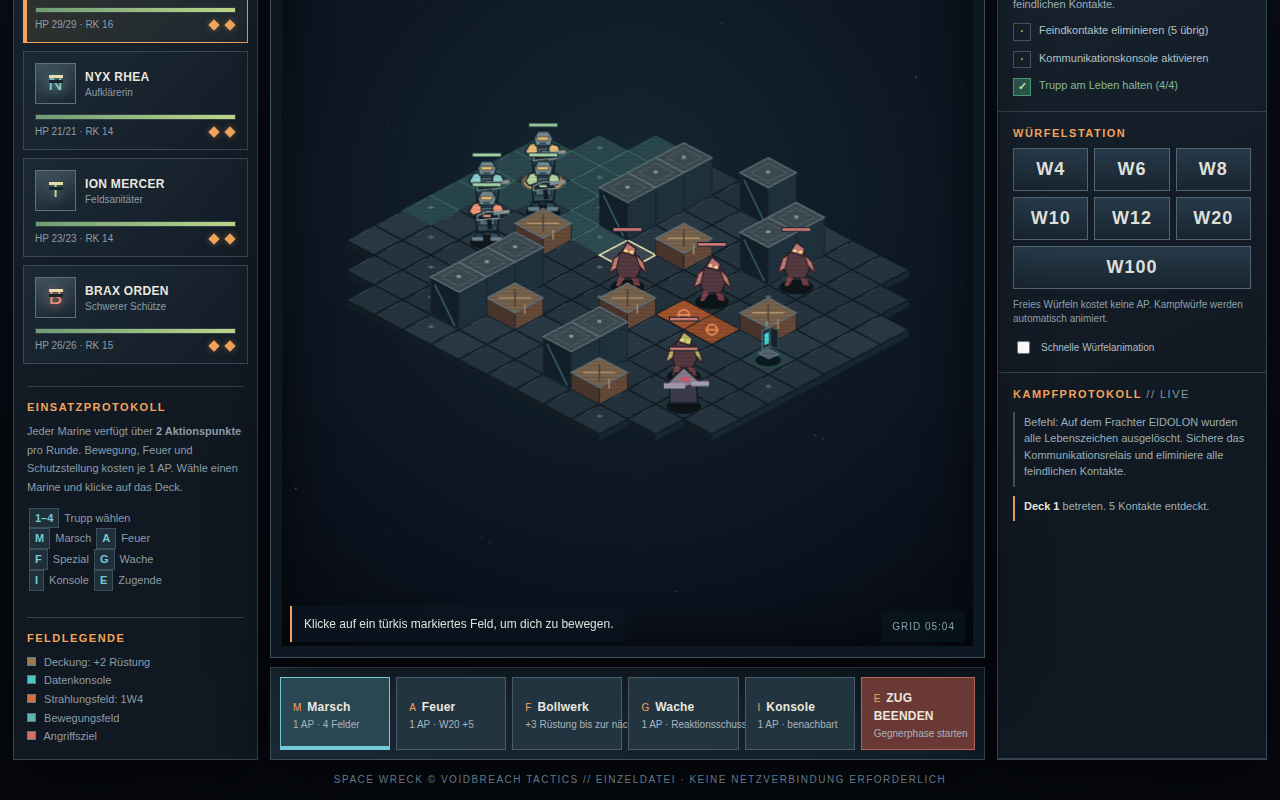 HP 29/29 · RK 16
N
NYX RHEA
Aufklärerin
HP 21/21 · RK 14
I
ION MERCER
Feldsanitäter
HP 23/23 · RK 14
B
BRAX ORDEN
Schwerer Schütze
HP 26/26 · RK 15
EINSATZPROTOKOLL
Jeder Marine verfügt über 2 Aktionspunkte
pro Runde. Bewegung, Feuer und
Schutzstellung kosten je 1 AP. Wähle einen
Marine und klicke auf das Deck.
1–4 Trupp wählen
M Marsch A Feuer
F Spezial G Wache
I Konsole E Zugende
FELDLEGENDE
Deckung: +2 Rüstung
Datenkonsole
Strahlungsfeld: 1W4
Bewegungsfeld
Angriffsziel
Klicke auf ein türkis markiertes Feld, um dich zu bewegen.
GRID 05:04
M Marsch
1 AP · 4 Felder
A Feuer
1 AP · W20 +5
F Bollwerk
+3 Rüstung bis zur näc
G Wache
1 AP · Reaktionsschuss
I Konsole
1 AP · benachbart
E ZUG
BEENDEN
Gegnerphase starten
feindlichen Kontakte.
Feindkontakte eliminieren (5 übrig)
Kommunikationskonsole aktivieren
✓ Trupp am Leben halten (4/4)
WÜRFELSTATION
W4 W6 W8
W10 W12 W20
W100
Freies Würfeln kostet keine AP. Kampfwürfe werden
automatisch animiert.
Schnelle Würfelanimation
KAMPFPROTOKOLL // LIVE
Befehl: Auf dem Frachter EIDOLON wurden
alle Lebenszeichen ausgelöscht. Sichere das
Kommunikationsrelais und eliminiere alle
feindlichen Kontakte.
Deck 1 betreten. 5 Kontakte entdeckt.
SPACE WRECK © VOIDBREACH TACTICS // EINZELDATEI · KEINE NETZVERBINDUNG ERFORDERLICH